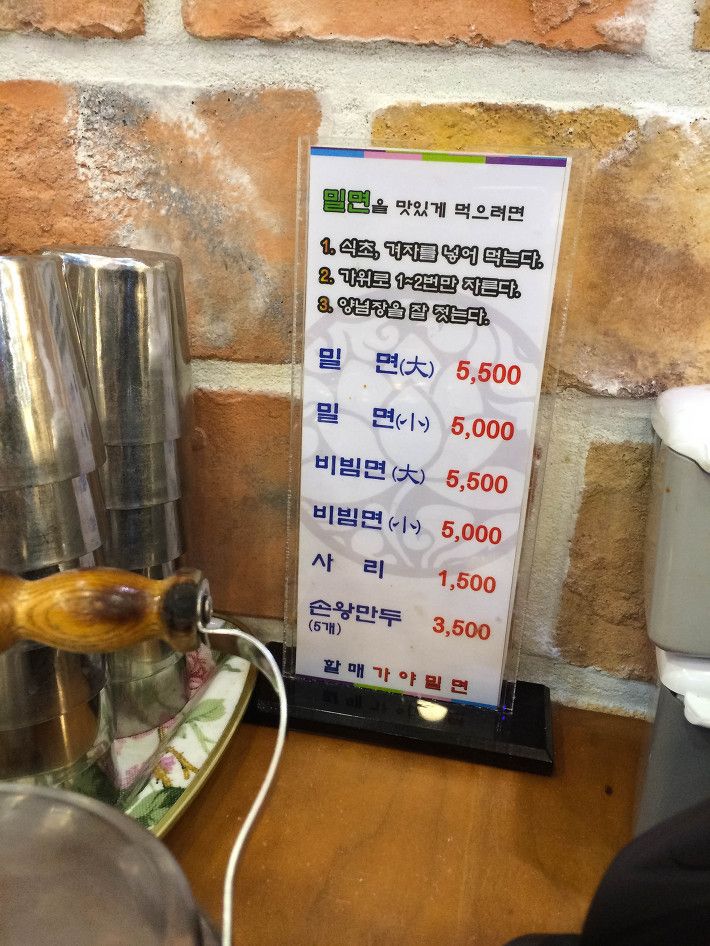 밀면을 맛있게 먹으려면
1. 식초, 겨자를 넣어 먹는다.
2. 가위로 1~2번만 자른다.
3. 양념장을 잘 젓는다.
밀 면(大) 5,500
밀 면(小) 5,000
비빔면(大) 5,500
비빔면(小) 5,000
사 리 1,500
손왕만두 3,500
(5개)
할매가야밀면